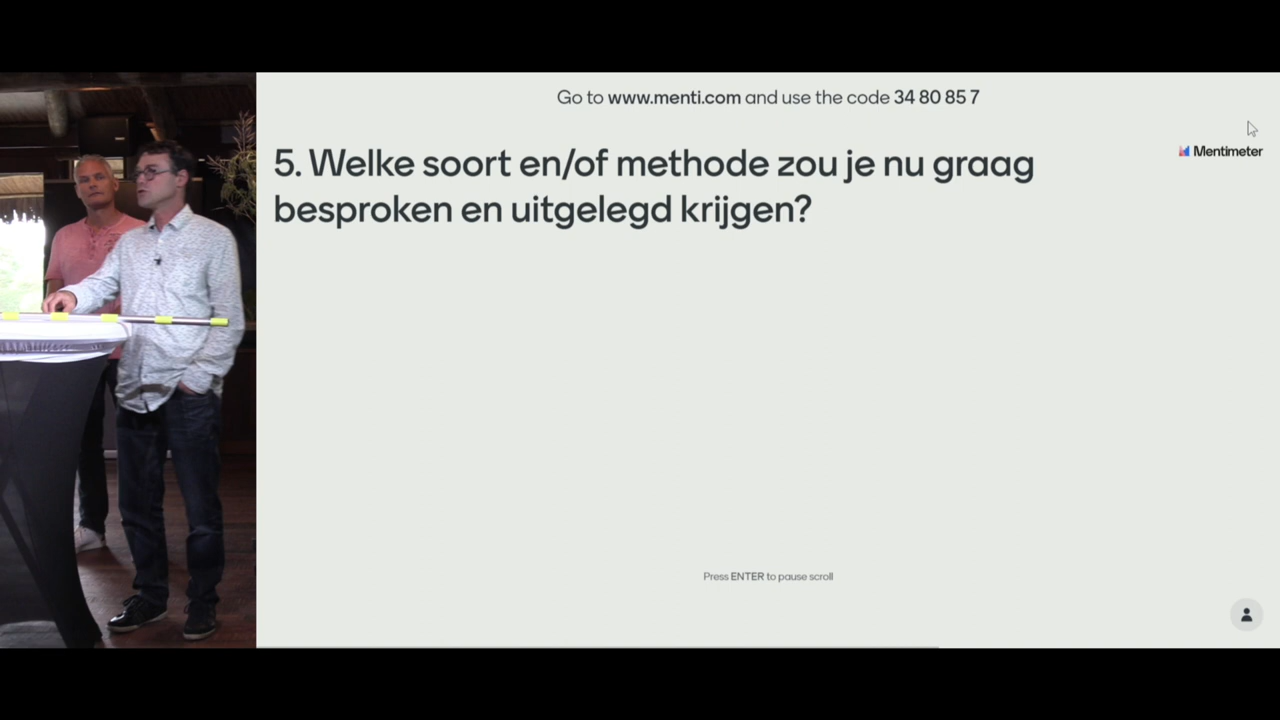 Go to www.menti.com and use the code 34 80 85 7
Mentimeter
5. Welke soort en/of methode zou je nu graag
besproken en uitgelegd krijgen?
Press ENTER to pause scroll